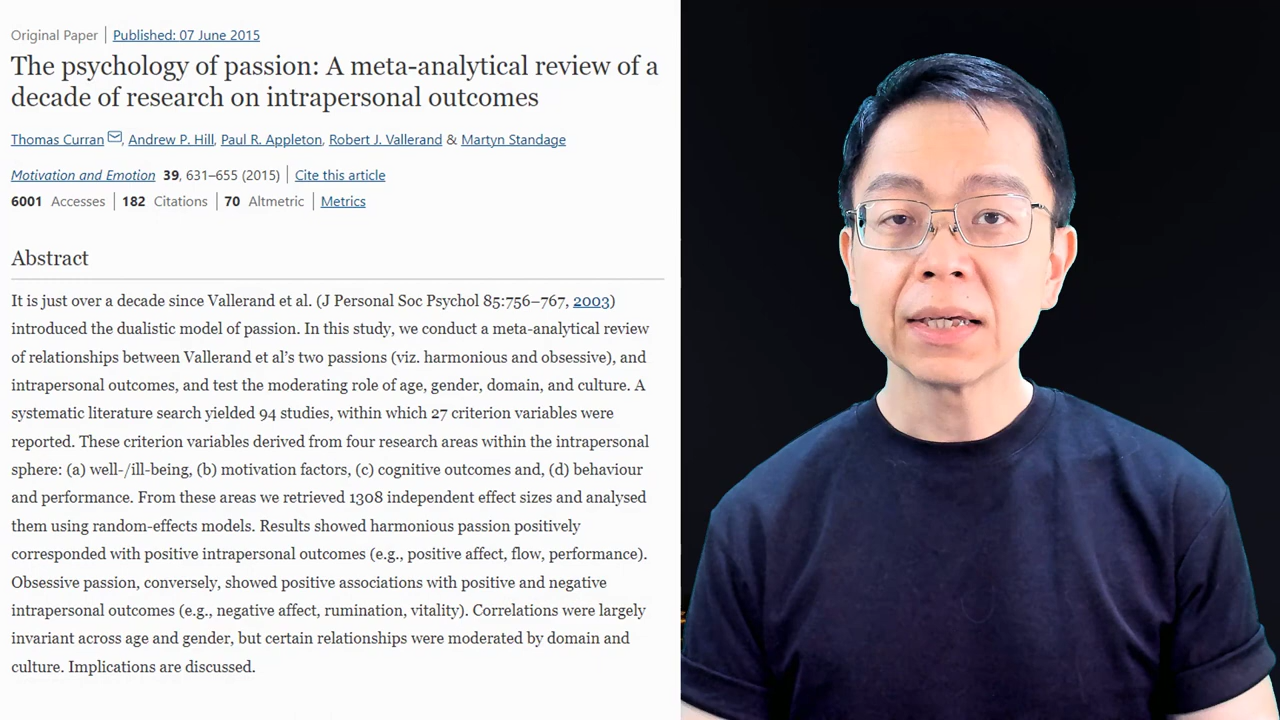 Original Paper | Published: 07 June 2015
The psychology of passion: A meta-analytical review of a
decade of research on intrapersonal outcomes
Thomas Curran, Andrew P. Hill, Paul R. Appleton, Robert J. Vallerand & Martyn Standage
Motivation and Emotion 39, 631–655 (2015) | Cite this article
6001 Accesses | 182 Citations | 70 Altmetric | Metrics
Abstract
It is just over a decade since Vallerand et al. (J Personal Soc Psychol 85:756–767, 2003)
introduced the dualistic model of passion. In this study, we conduct a meta-analytical review
of relationships between Vallerand et al's two passions (viz. harmonious and obsessive), and
intrapersonal outcomes, and test the moderating role of age, gender, domain, and culture. A
systematic literature search yielded 94 studies, within which 27 criterion variables were
reported. These criterion variables derived from four research areas within the intrapersonal
sphere: (a) well-/ill-being, (b) motivation factors, (c) cognitive outcomes and, (d) behaviour
and performance. From these areas we retrieved 1308 independent effect sizes and analysed
them using random-effects models. Results showed harmonious passion positively
corresponded with positive intrapersonal outcomes (e.g., positive affect, flow, performance).
Obsessive passion, conversely, showed positive associations with positive and negative
intrapersonal outcomes (e.g., negative affect, rumination, vitality). Correlations were largely
invariant across age and gender, but certain relationships were moderated by domain and
culture. Implications are discussed.